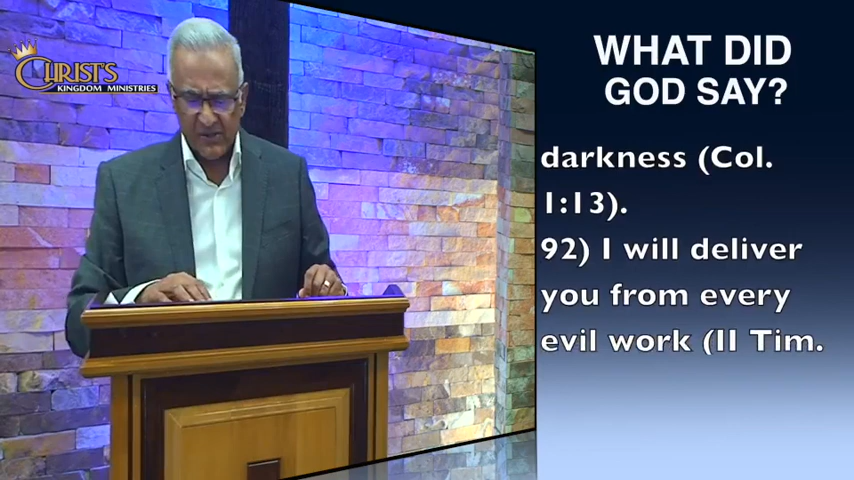 CHRIST'S
KINGDOM MINISTRIES
WHAT DID
GOD SAY?
darkness (Col.
1:13).
92) I will deliver
you from every
evil work (II Tim.